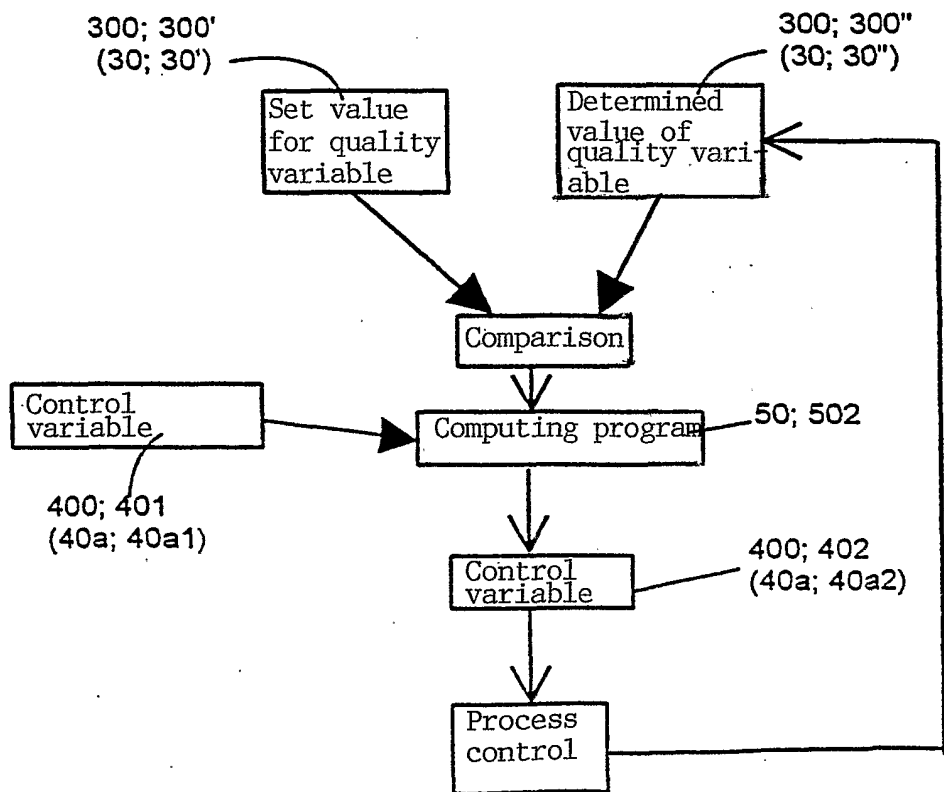 300; 300'
(30; 30')
300; 300"
(30; 30")
Set value
for quality
variable
Determined
value of
quality vari-
able
Comparison
Control
variable
Computing program
50; 502
400; 401
(40a; 40a1)
Control
variable
400; 402
(40a; 40a2)
Process
control